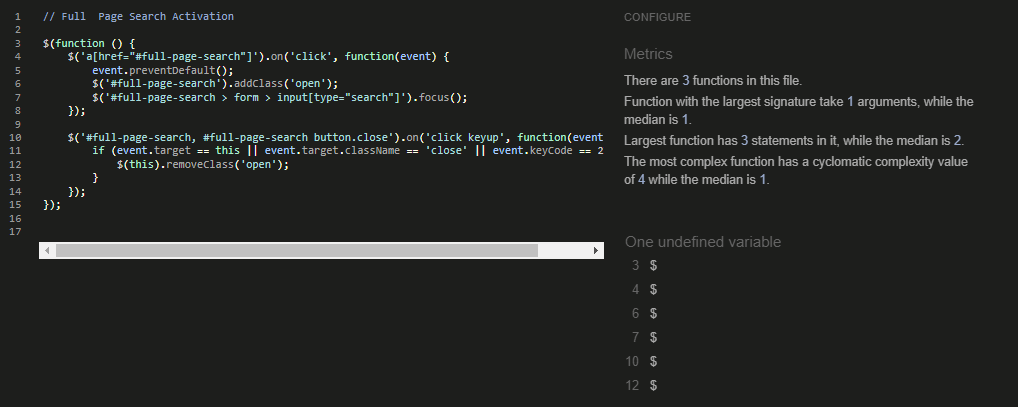 1 // Full  Page Search Activation
2
3 $(function () {
4     $('a[href="#full-page-search"]').on('click', function(event) {
5         event.preventDefault();
6         $('#full-page-search').addClass('open');
7         $('#full-page-search > form > input[type="search"]').focus();
8     });
9
10     $('#full-page-search, #full-page-search button.close').on('click keyup', function(event
11         if (event.target == this || event.target.className == 'close' || event.keyCode == 2
12             $(this).removeClass('open');
13         }
14     });
15 });
16
17
CONFIGURE
Metrics
There are 3 functions in this file.
Function with the largest signature take 1 arguments, while the
median is 1.
Largest function has 3 statements in it, while the median is 2.
The most complex function has a cyclomatic complexity value
of 4 while the median is 1.
One undefined variable
3 $
4 $
6 $
7 $
10 $
12 $